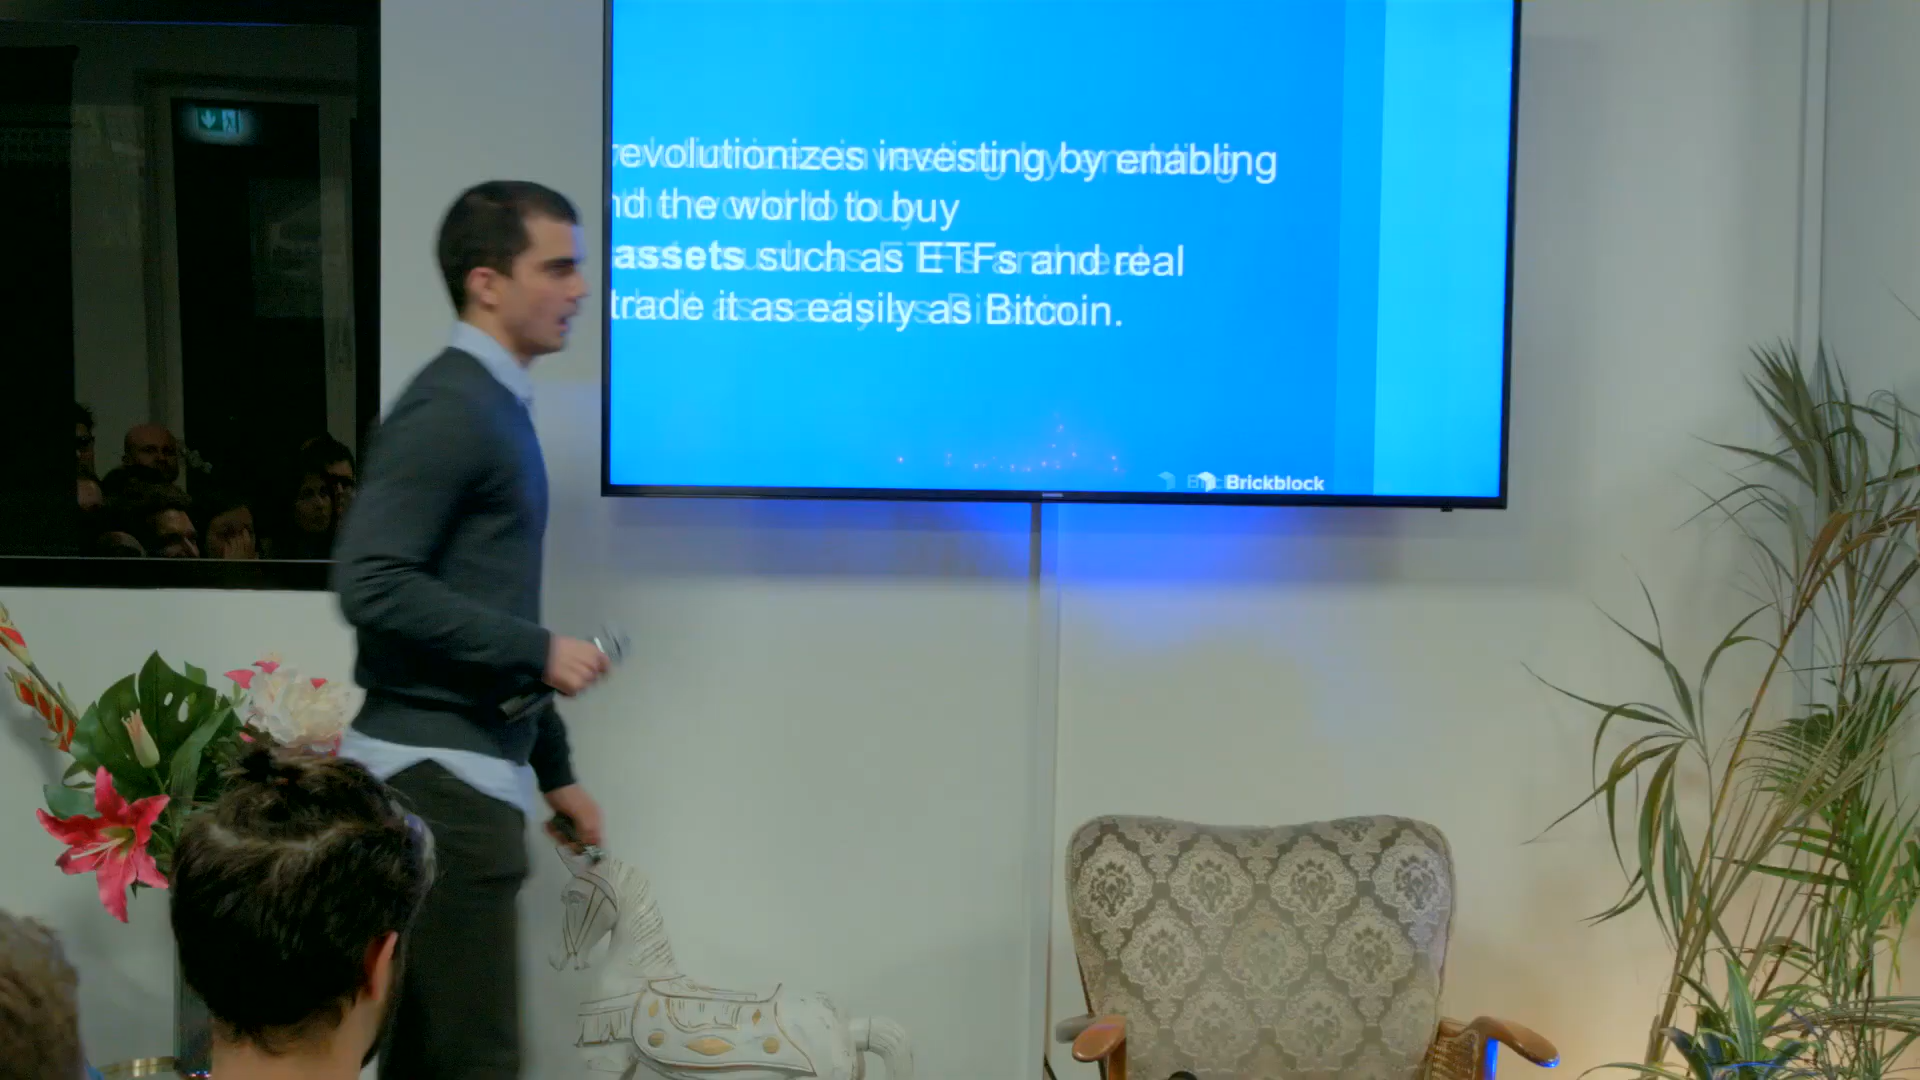 revolutionizes investing by enabling
nd the world to buy
assets such as ETFs and real
trade it as easily as Bitcoin.
Brickblock